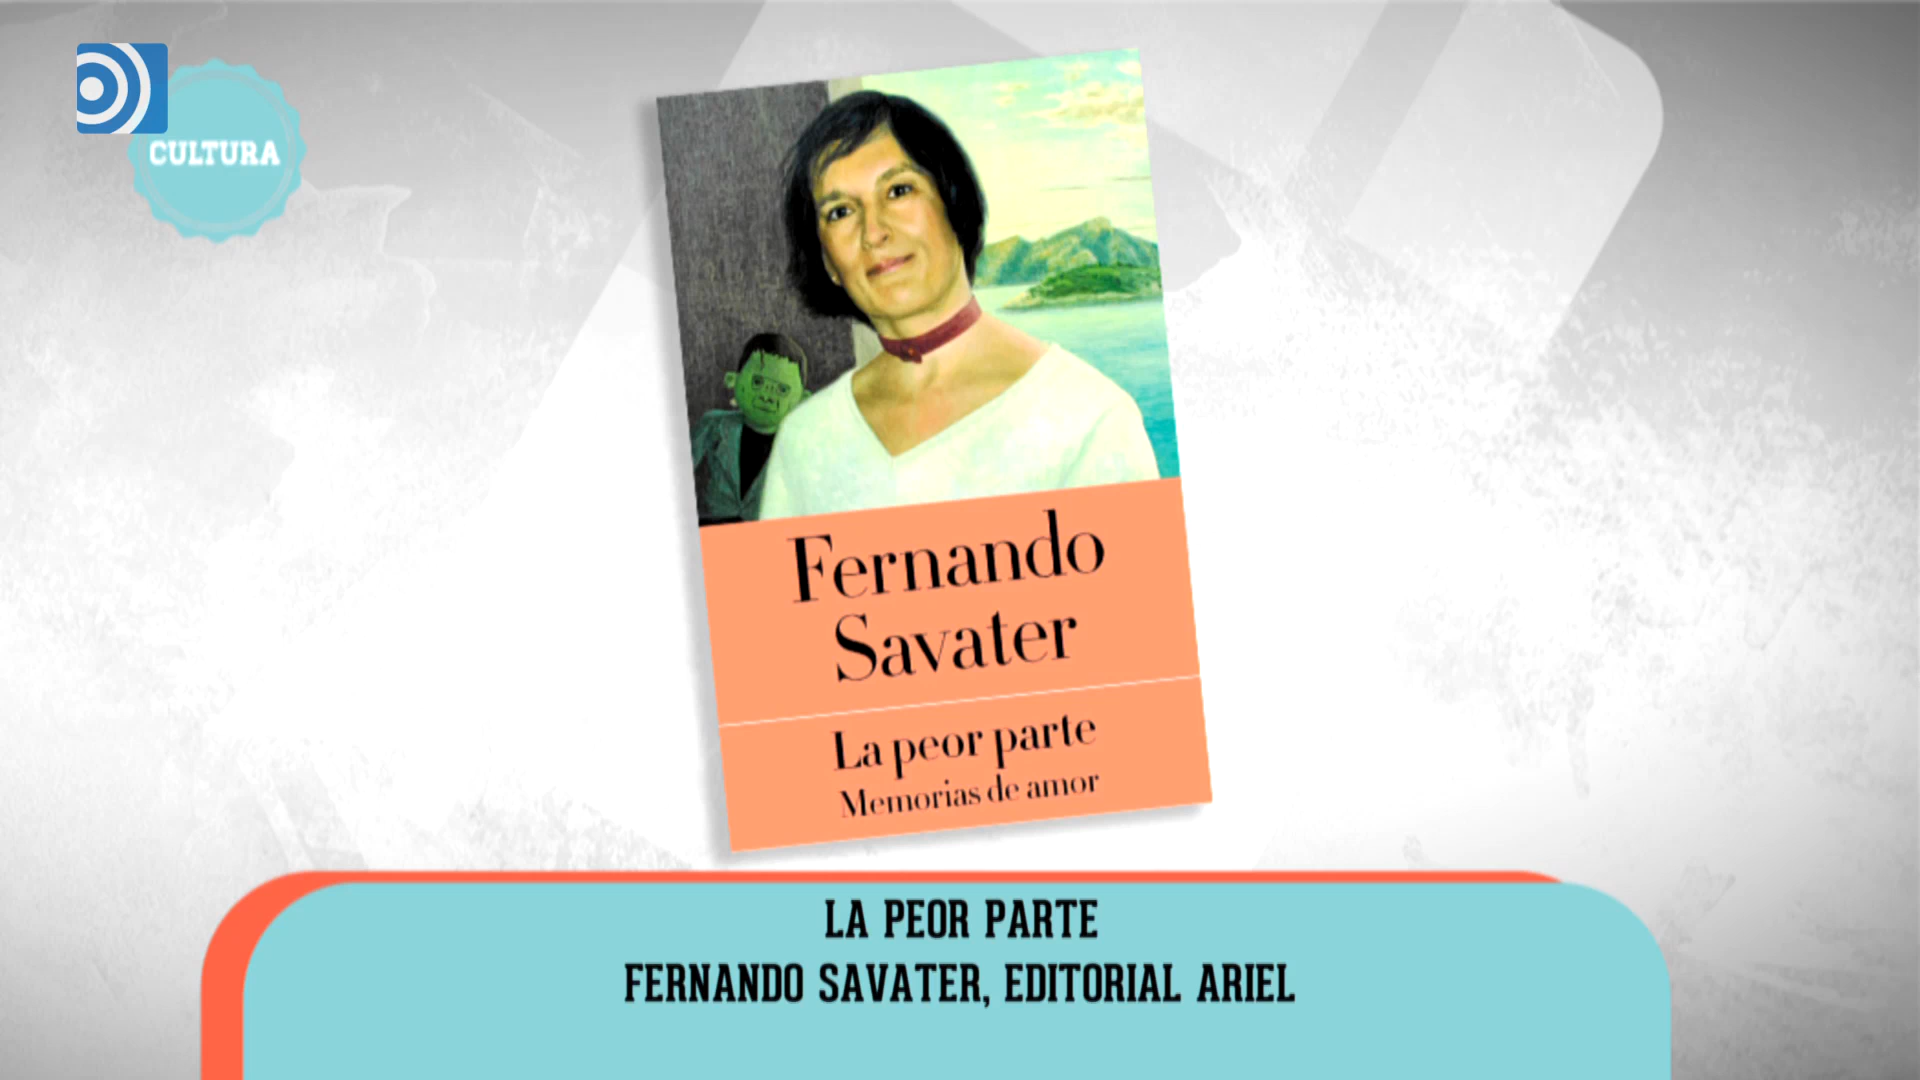 CULTURA
Fernando
Savater
La peor parte
Memorias de amor
LA PEOR PARTE
FERNANDO SAVATER, EDITORIAL ARIEL